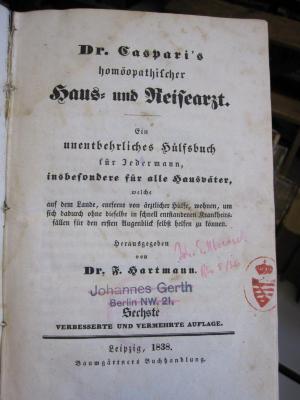 Dr. Caspari's
homöopathischer
Haus- und Reisearzt.
Ein
unentbehrliches Hülfsbuch
für Jedermann,
insbesondere für alle Hausväter,
welche
auf dem Lande, entfernt von ärztlicher Hülfe, wohnen, um
sich dadurch ohne dieselbe in schnell entstandenen Krankheits-
fällen für den ersten Augenblick selbst helfen zu können.
Herausgegeben
von
Dr. F. Hartmann.
Johannes Gerth
Berlin NW. 21,
Sechste
VERBESSERTE UND VERMEHRTE AUFLAGE.
Leipzig, 1838.
Baumgärtners Buchhandlung.